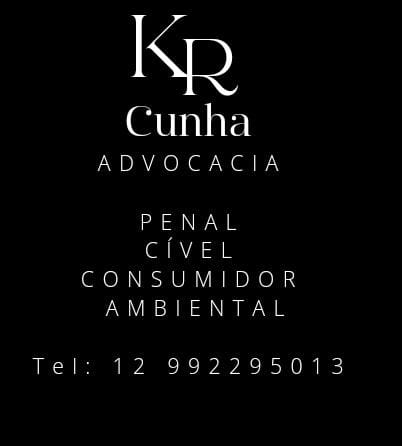 KR
Cunha
ADVOCACIA
PENAL
CÍVEL
CONSUMIDOR
AMBIENTAL
Tel: 12 992295013